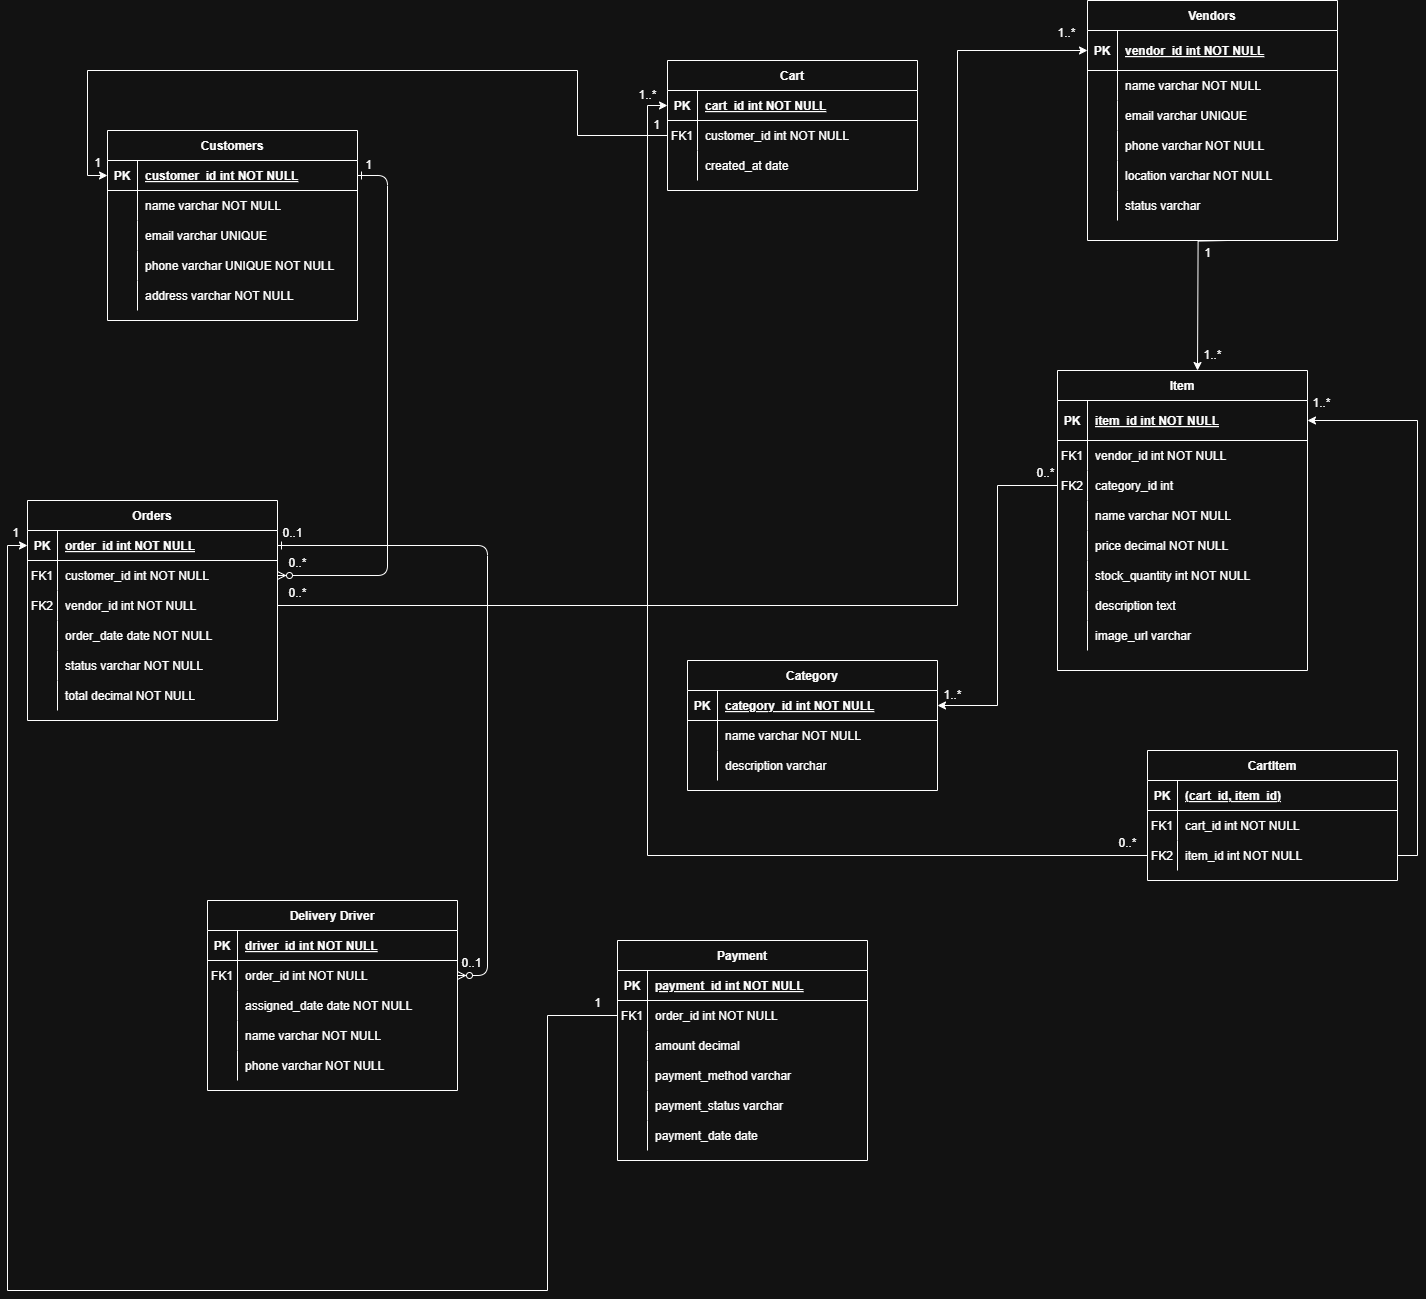 Vendors
1..*
PK vendor_id int NOT NULL
name varchar NOT NULL
email varchar UNIQUE
phone varchar NOT NULL
location varchar NOT NULL
status varchar
1
Cart
1..*
PK cart_id int NOT NULL
1
FK1 customer_id int NOT NULL
created_at date
Customers
1
1
PK customer_id int NOT NULL
name varchar NOT NULL
email varchar UNIQUE
phone varchar UNIQUE NOT NULL
address varchar NOT NULL
1..*
Item
1..*
PK item_id int NOT NULL
FK1 vendor_id int NOT NULL
0..*
FK2 category_id int
name varchar NOT NULL
price decimal NOT NULL
stock_quantity int NOT NULL
description text
image_url varchar
Orders
1
0..1
PK order_id int NOT NULL
0..*
FK1 customer_id int NOT NULL
0..*
FK2 vendor_id int NOT NULL
order_date date NOT NULL
status varchar NOT NULL
total decimal NOT NULL
Category
1..*
PK category_id int NOT NULL
name varchar NOT NULL
description varchar
CartItem
PK (cart_id, item_id)
FK1 cart_id int NOT NULL
0..*
FK2 item_id int NOT NULL
Delivery Driver
PK driver_id int NOT NULL
0..1
FK1 order_id int NOT NULL
assigned_date date NOT NULL
name varchar NOT NULL
phone varchar NOT NULL
Payment
PK payment_id int NOT NULL
1
FK1 order_id int NOT NULL
amount decimal
payment_method varchar
payment_status varchar
payment_date date